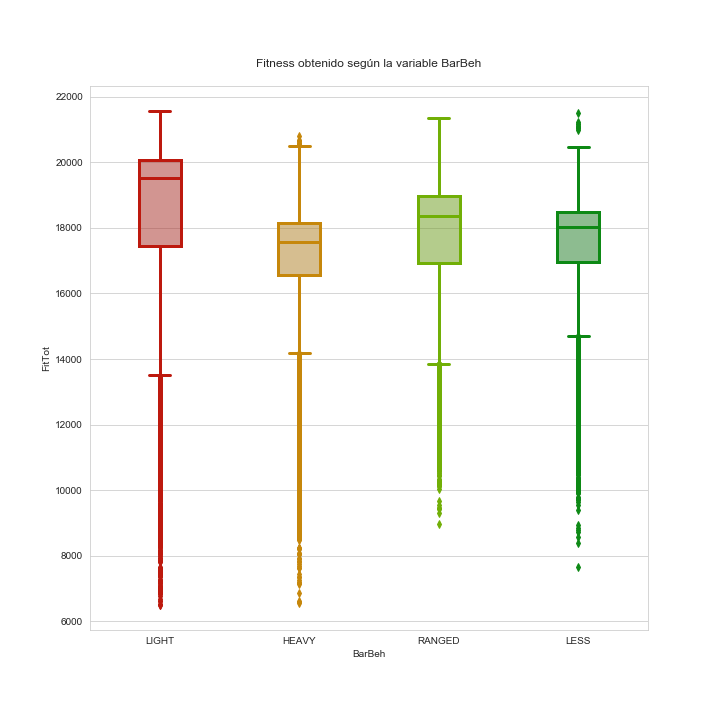 Fitness obtenido según la variable BarBeh
22000
20000
18000
16000
14000
12000
10000
8000
6000
FitTot
LIGHT HEAVY RANGED LESS
BarBeh